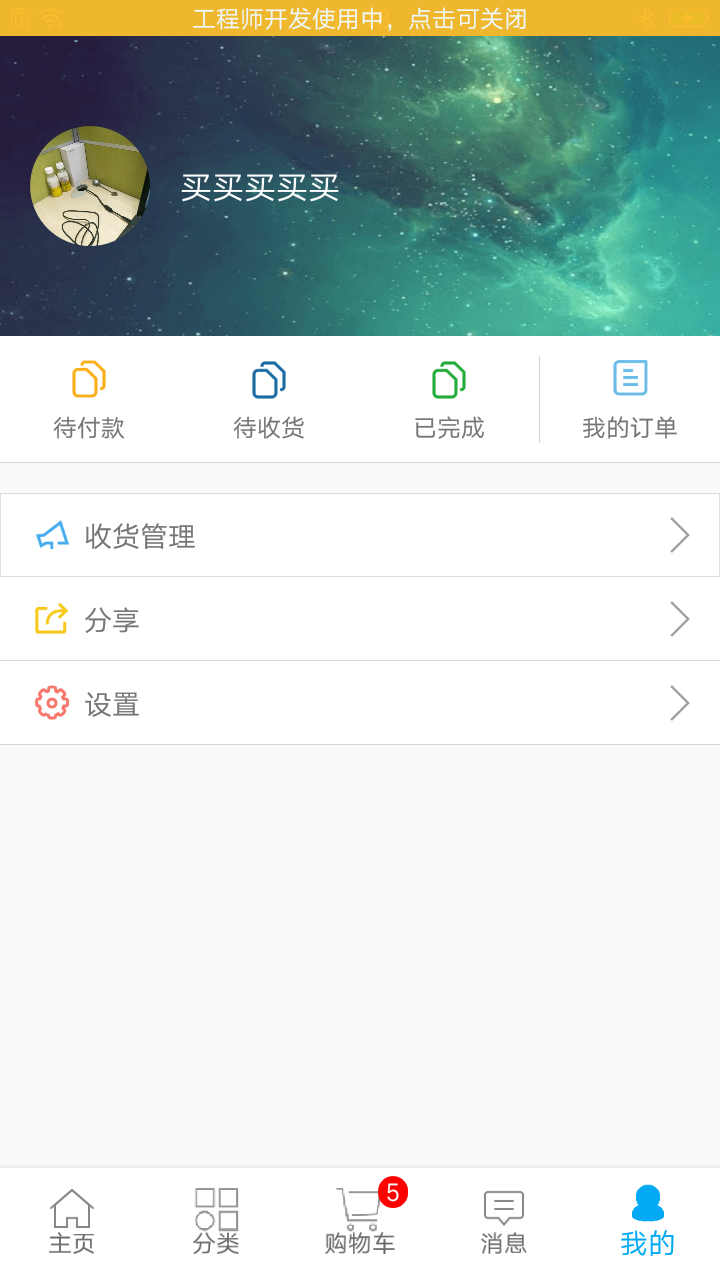 工程师开发使用中，点击可关闭
买买买买买
待付款 待收货 已完成 我的订单
收货管理
分享
设置
5
主页 分类 购物车 消息 我的